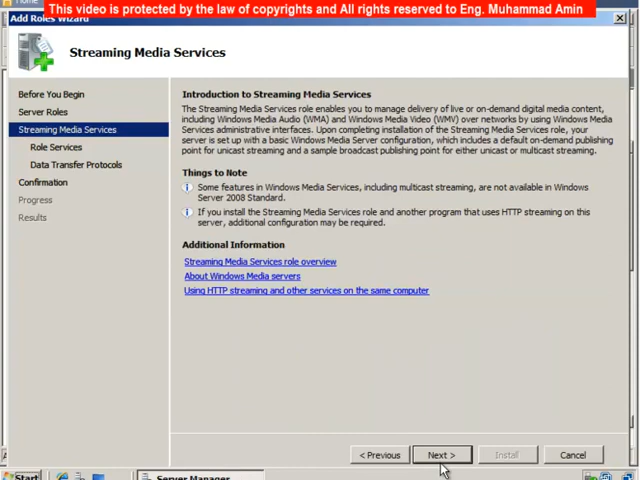 Home
This video is protected by the law of copyrights and All rights reserved to Eng. Muhammad Amin
Add Roles Wizard
Streaming Media Services
Before You Begin
Server Roles
Streaming Media Services
Role Services
Data Transfer Protocols
Confirmation
Progress
Results
Introduction to Streaming Media Services
The Streaming Media Services role enables you to manage delivery of live or on-demand digital media content,
including Windows Media Audio (WMA) and Windows Media Video (WMV) over networks by using Windows Media
Services administrative interfaces. Upon completing installation of the Streaming Media Services role, your
server is set up with a basic Windows Media Server configuration, which includes a default on-demand publishing
point for unicast streaming and a sample broadcast publishing point for either unicast or multicast streaming.
Things to Note
Some features in Windows Media Services, including multicast streaming, are not available in Windows
Server 2008 Standard.
If you install the Streaming Media Services role and another program that uses HTTP streaming on this
server, additional configuration may be required.
Additional Information
Streaming Media Services role overview
About Windows Media servers
Using HTTP streaming and other services on the same computer
< Previous
Next >
Install
Cancel
Start
Server Manager